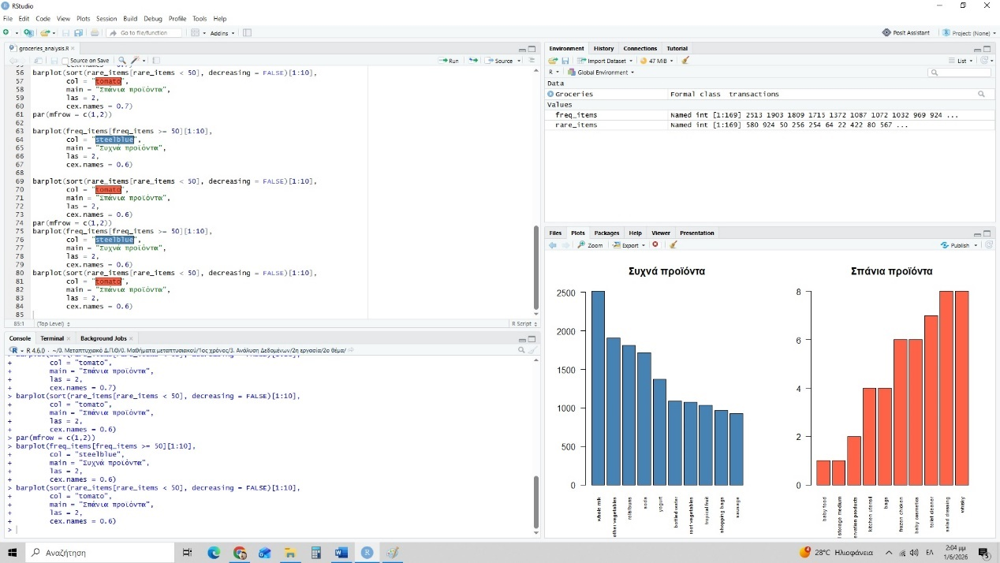 RStudio
File Edit Code View Plots Session Build Debug Profile Tools Help
Go to file/function Addins Posit Assistant Project: (None)
groceries_analysis.R
Source on Save Run Source
56 barplot(sort(rare_items[rare_items < 50], decreasing = FALSE)[1:10],
57 col = "tomato",
58 main = "Σπάνια προϊόντα",
59 las = 2,
60 cex.names = 0.7)
61 par(mfrow = c(1,2))
62
63 barplot(freq_items[freq_items >= 50][1:10],
64 col = "steelblue",
65 main = "Συχνά προϊόντα",
66 las = 2,
67 cex.names = 0.6)
68
69 barplot(sort(rare_items[rare_items < 50], decreasing = FALSE)[1:10],
70 col = "tomato",
71 main = "Σπάνια προϊόντα",
72 las = 2,
73 cex.names = 0.6)
74 par(mfrow = c(1,2))
75 barplot(freq_items[freq_items >= 50][1:10],
76 col = "steelblue",
77 main = "Συχνά προϊόντα",
78 las = 2,
79 cex.names = 0.6)
80 barplot(sort(rare_items[rare_items < 50], decreasing = FALSE)[1:10],
81 col = "tomato",
82 main = "Σπάνια προϊόντα",
83 las = 2,
84 cex.names = 0.6)
85
85:1 (Top Level) R Script
Console Terminal Background Jobs
R 4.6.0 · ~/0. Μεταπτυχιακό Δ.Π.Θ/0. Μαθήματα μεταπτυσιακού/1ος χρόνος/3. Ανάλυση Δεδομένων/2η εργασία/2ο θέμα/
+ col = "tomato",
+ main = "Σπάνια προϊόντα",
+ las = 2,
+ cex.names = 0.7)
> barplot(sort(rare_items[rare_items < 50], decreasing = FALSE)[1:10],
+ col = "tomato",
+ main = "Σπάνια προϊόντα",
+ las = 2,
+ cex.names = 0.6)
> par(mfrow = c(1,2))
> barplot(freq_items[freq_items >= 50][1:10],
+ col = "steelblue",
+ main = "Συχνά προϊόντα",
+ las = 2,
+ cex.names = 0.6)
> barplot(sort(rare_items[rare_items < 50], decreasing = FALSE)[1:10],
+ col = "tomato",
+ main = "Σπάνια προϊόντα",
+ las = 2,
+ cex.names = 0.6)
>
Environment History Connections Tutorial
Import Dataset 47 MiB List
R Global Environment
Data
Groceries Formal class transactions
Values
freq_items Named int [1:169] 2513 1903 1809 1715 1372 1087 1072 1032 969 924 ...
rare_items Named int [1:169] 580 924 50 256 254 64 22 422 80 567 ...
Files Plots Packages Help Viewer Presentation
Zoom Export Publish
Συχνά προϊόντα
2500
2000
1500
1000
500
0
whole milk
other vegetables
rolls/buns
soda
yogurt
bottled water
root vegetables
tropical fruit
shopping bags
sausage
Σπάνια προϊόντα
8
6
4
2
0
baby food
storage medium
ervation products
kitchen utensil
bags
frozen chicken
baby cosmetics
toilet cleaner
salad dressing
whisky
Αναζήτηση
28°C Ηλιοφάνεια ΕΛ
2:04 μμ
1/6/2026